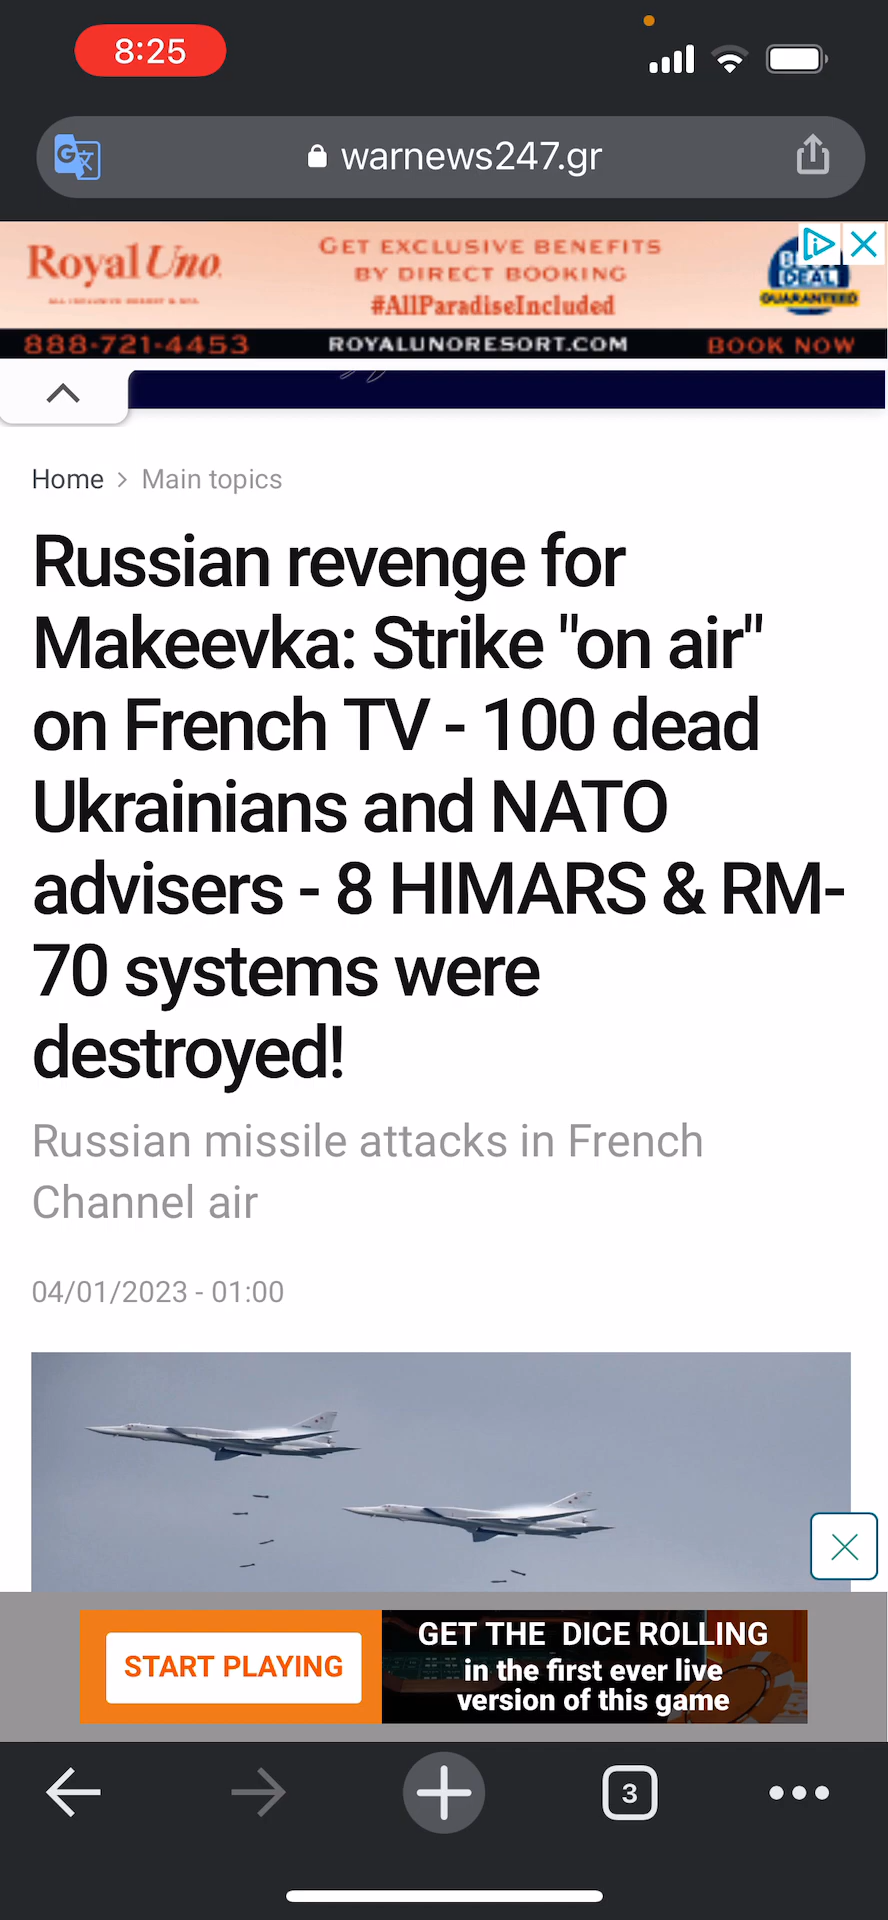 8:25
warnews247.gr
Royal Uno
GET EXCLUSIVE BENEFITS
BY DIRECT BOOKING
#AllParadiseIncluded
BEST
DEAL
GUARANTEED
888-721-4453 ROYALUNORESORT.COM BOOK NOW
Home > Main topics
Russian revenge for
Makeevka: Strike "on air"
on French TV - 100 dead
Ukrainians and NATO
advisers - 8 HIMARS & RM-
70 systems were
destroyed!
Russian missile attacks in French
Channel air
04/01/2023 - 01:00
START PLAYING
GET THE DICE ROLLING
in the first ever live
version of this game
3